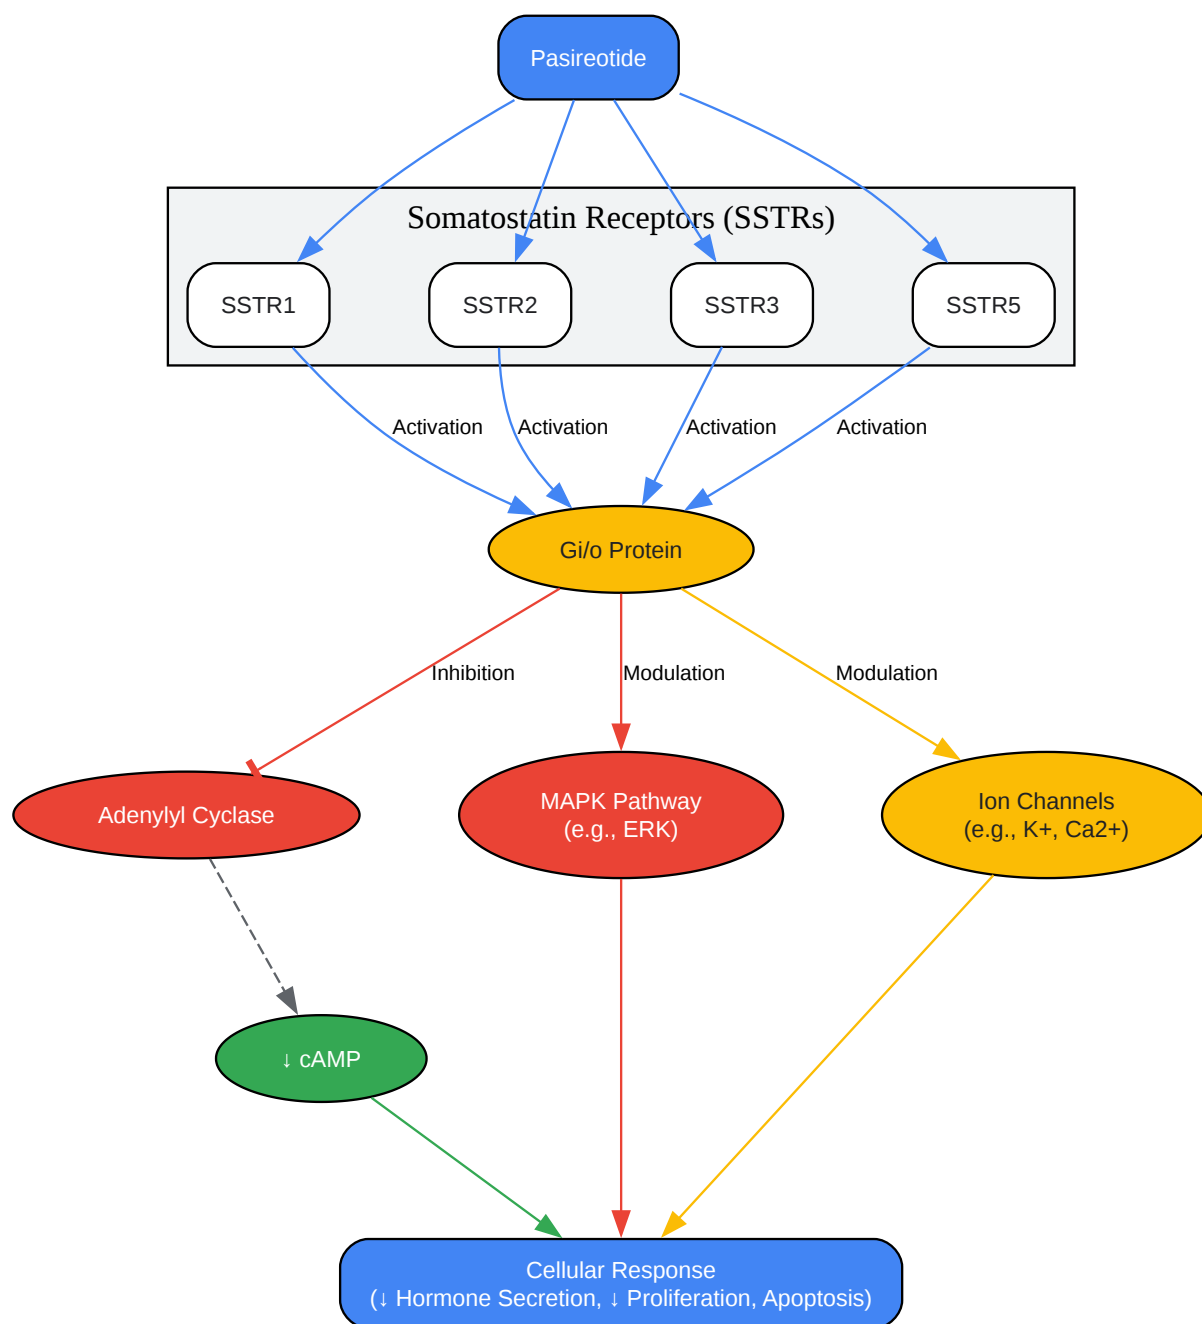 Pasireotide
Somatostatin Receptors (SSTRs)
SSTR1
SSTR2
SSTR3
SSTR5
Activation
Activation
Activation
Activation
Gi/o Protein
Inhibition
Modulation
Modulation
Adenylyl Cyclase
MAPK Pathway
(e.g., ERK)
Ion Channels
(e.g., K+, Ca2+)
↓ cAMP
Cellular Response
(↓ Hormone Secretion, ↓ Proliferation, Apoptosis)